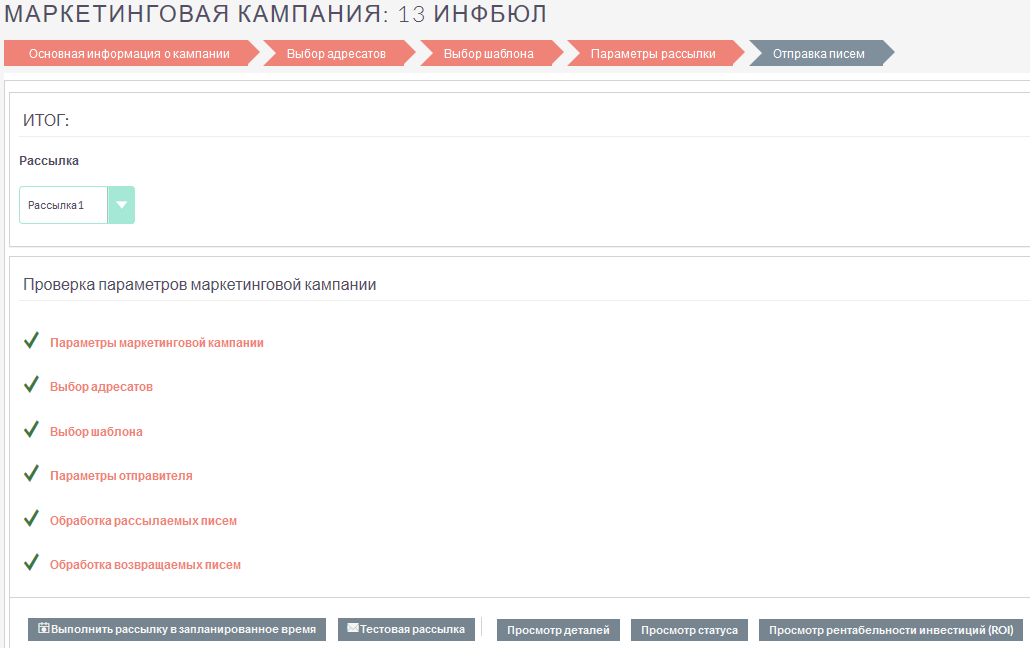 МАРКЕТИНГОВАЯ КАМПАНИЯ: 13 ИНФБЮЛ
Основная информация о кампании Выбор адресатов Выбор шаблона Параметры рассылки Отправка писем
ИТОГ:
Рассылка
Рассылка1
Проверка параметров маркетинговой кампании
Параметры маркетинговой кампании
Выбор адресатов
Выбор шаблона
Параметры отправителя
Обработка рассылаемых писем
Обработка возвращаемых писем
Выполнить рассылку в запланированное время Тестовая рассылка Просмотр деталей Просмотр статуса Просмотр рентабельности инвестиций (ROI)